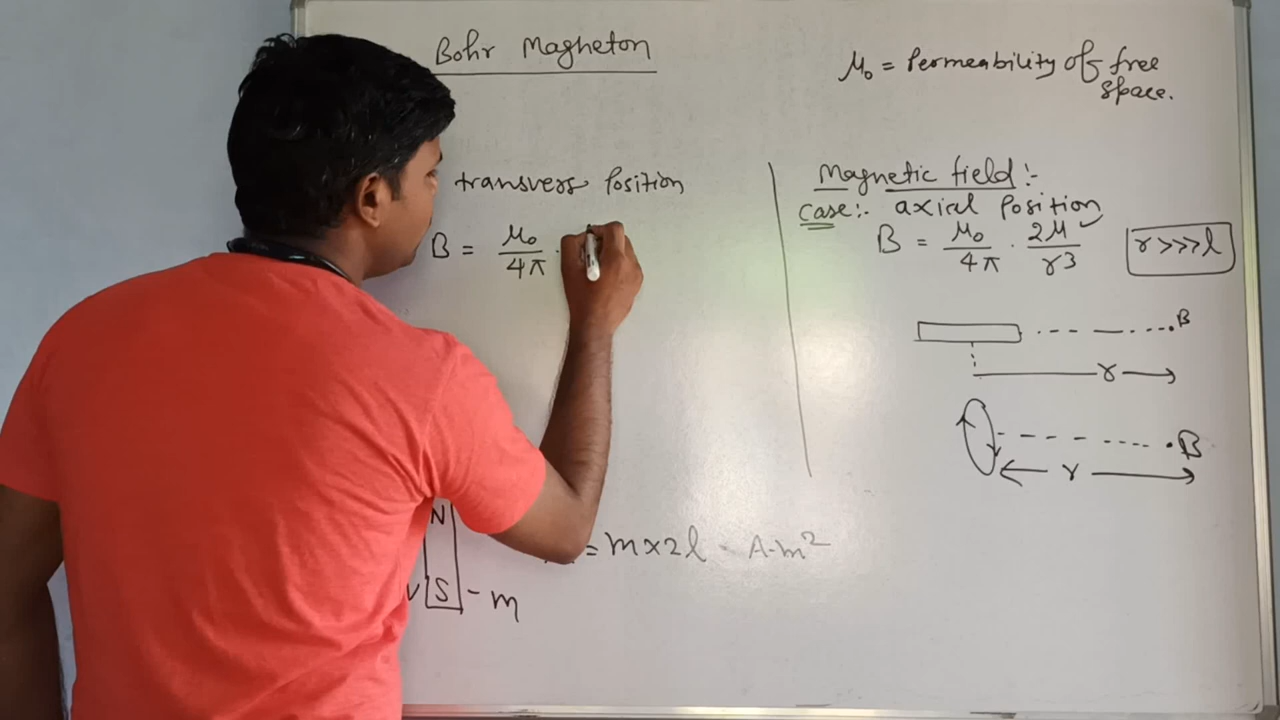 Bohr Magneton
μ₀ = Permeability of free
space.
transvers Position
B = μ₀/4π ·
Magnetic field :-
Case:- axial Position
B = μ₀/4π · 2M/r³
r >>> l
B
r
B
r
N
= m × 2l - A-m²
S - m